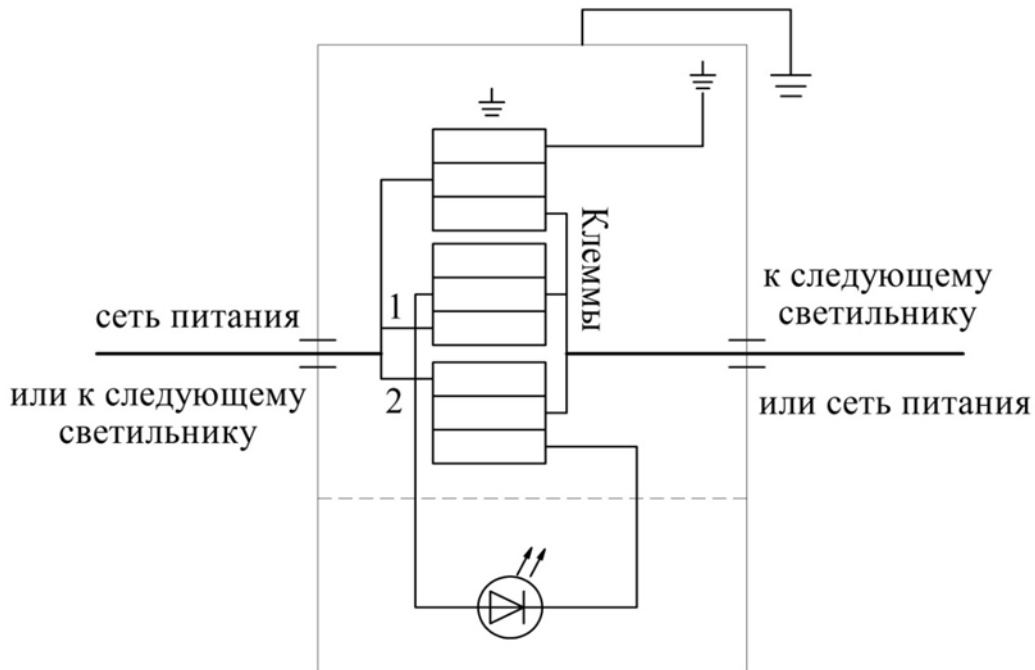 Клеммы
1
2
сеть питания
или к следующему
светильнику
к следующему
светильнику
или сеть питания